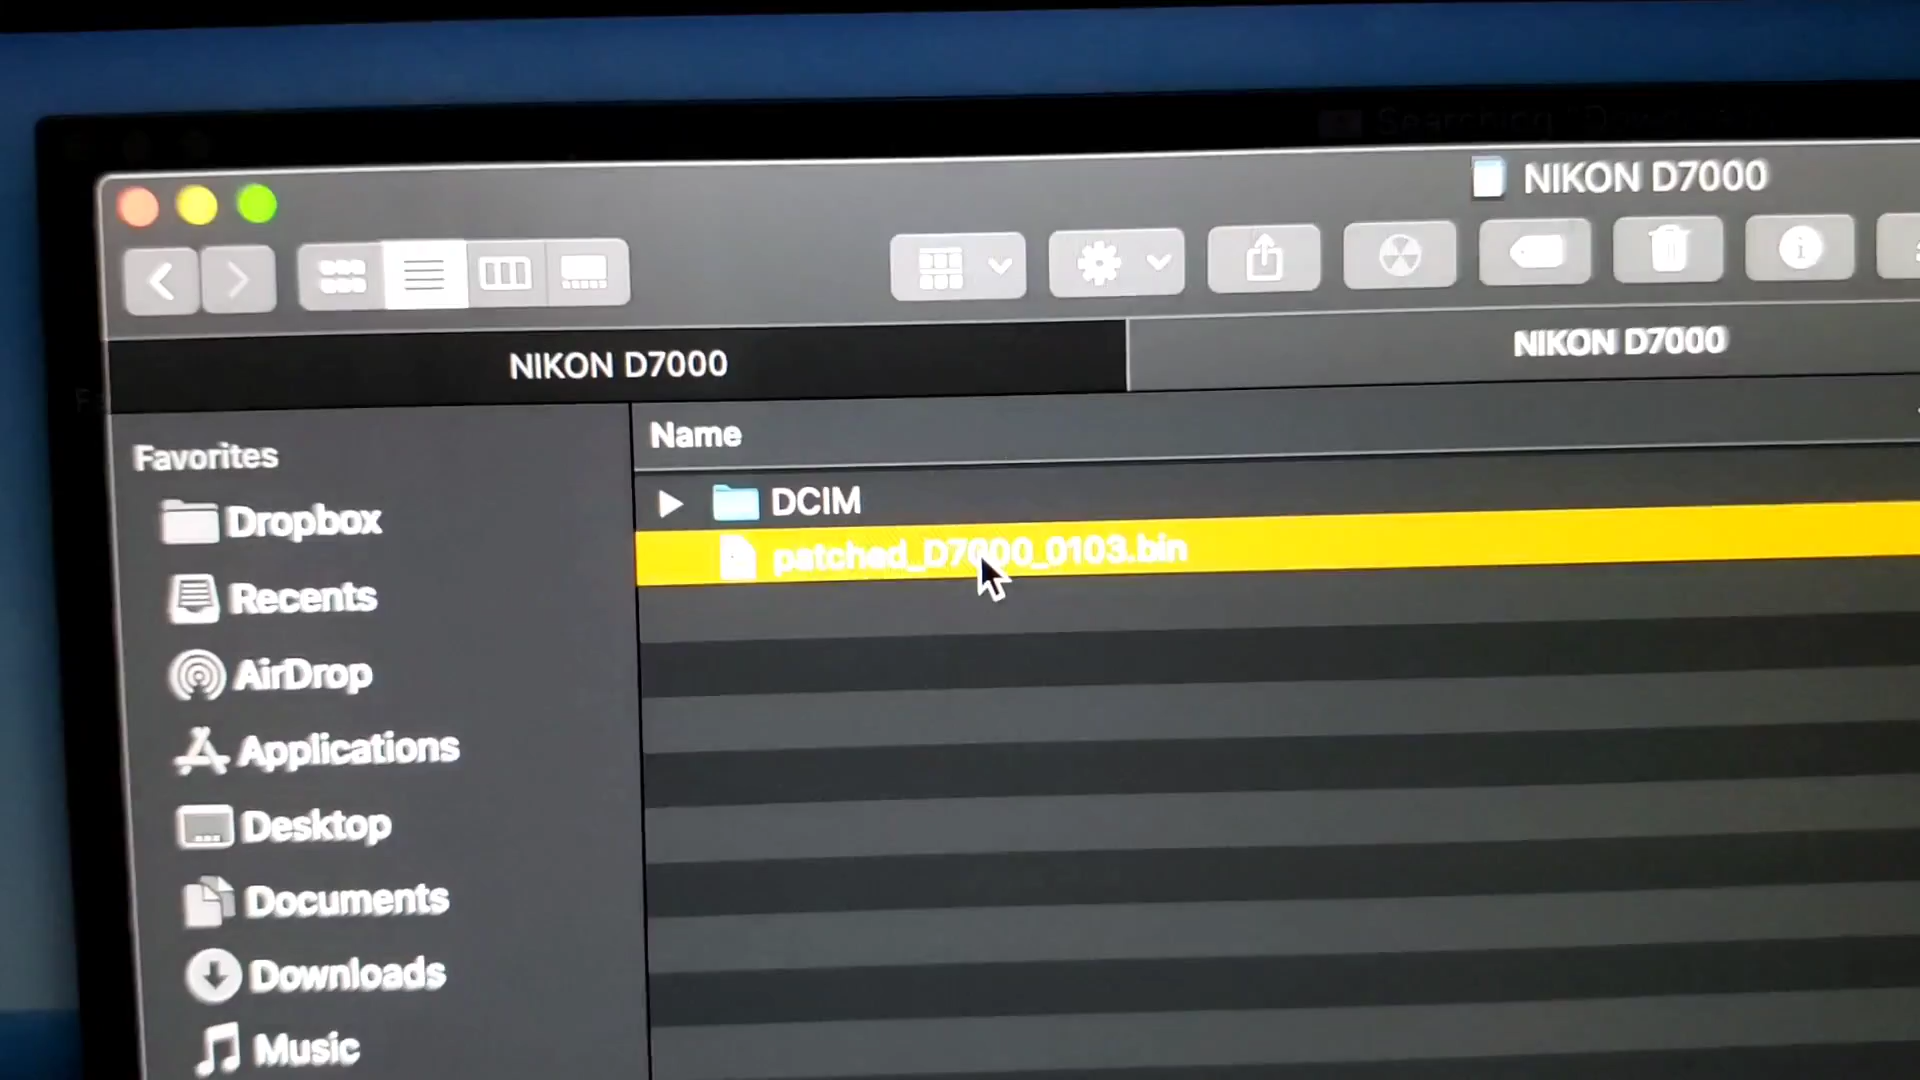 NIKON D7000
NIKON D7000
NIKON D7000
Name
Favorites
DCIM
patched_D7000_0103.bin
Dropbox
Recents
AirDrop
Applications
Desktop
Documents
Downloads
Music